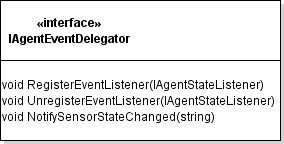 «interface»
IAgentEventDelegator
void RegisterEventListener(IAgentStateListener)
void UnregisterEventListener(IAgentStateListener)
void NotifySensorStateChanged(string)